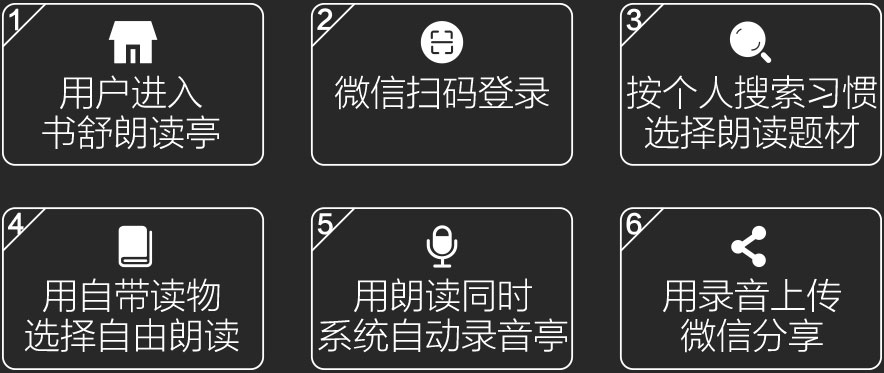 1
用户进入
书舒朗读亭
2
微信扫码登录
3
按个人搜索习惯
选择朗读题材
4
用自带读物
选择自由朗读
5
用朗读同时
系统自动录音亭
6
用录音上传
微信分享